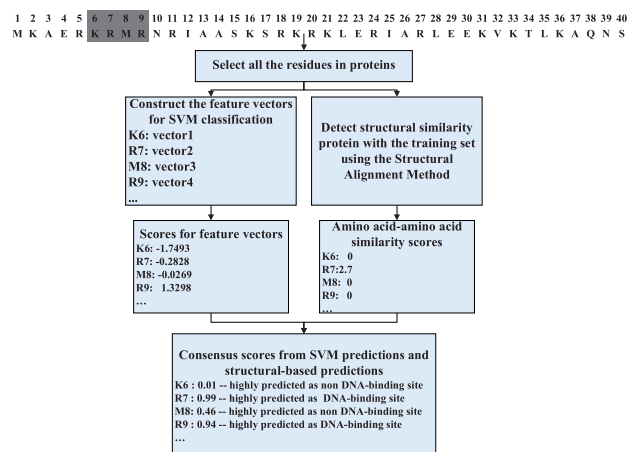 1 2 3 4 5 6 7 8 9 10 11 12 13 14 15 16 17 18 19 20 21 22 23 24 25 26 27 28 29 30 31 32 33 34 35 36 37 38 39 40
M K A E R K R M R N R I A A S K S R K R K L E R I A R L E E K V K T L K A Q N S
Select all the residues in proteins
Construct the feature vectors
for SVM classification
K6: vector1
R7: vector2
M8: vector3
R9: vector4
...
Detect structural similarity
protein with the training set
using the Structural
Alignment Method
Scores for feature vectors
K6: -1.7493
R7: -0.2828
M8: -0.0269
R9: 1.3298
…
Amino acid-amino acid
similarity scores
K6: 0
R7:2.7
M8: 0
R9: 0
…
Consensus scores from SVM predictions and
structural-based predictions
K6 : 0.01 -- highly predicted as non DNA-binding site
R7 : 0.99 -- highly predicted as DNA-binding site
M8: 0.46 -- highly predicted as non DNA-binding site
R9 : 0.94 -- highly predicted as DNA-binding site
…